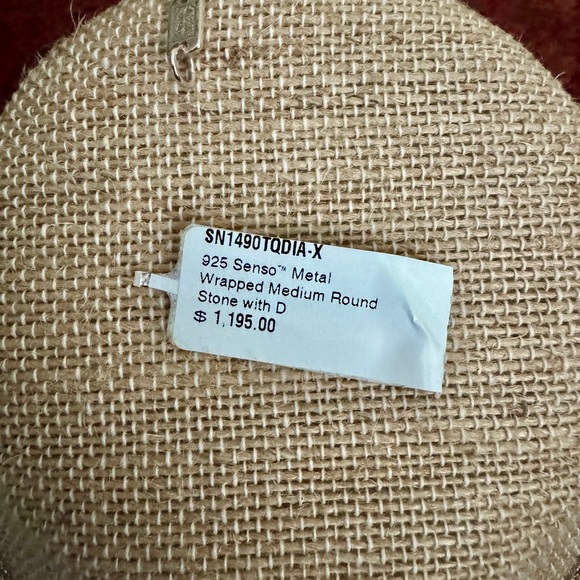 SN1490TQDIA-X
925 Senso™ Metal
Wrapped Medium Round
Stone with D
$ 1,195.00